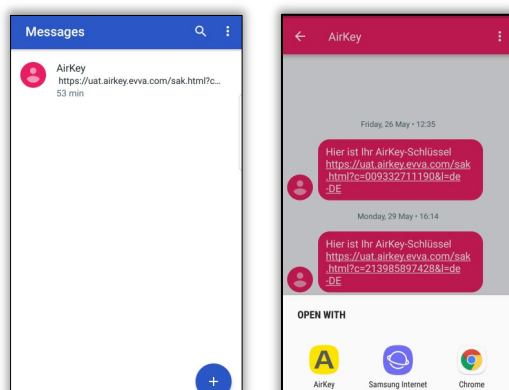 Messages
AirKey
https://uat.airkey.evva.com/sak.html?c...
53 min
+
AirKey
Friday, 26 May • 12:35
Hier ist Ihr AirKey-Schlüssel
https://uat.airkey.evva.com/sak
.html?c=009332711190&l=de
-DE
Monday, 29 May • 16:14
Hier ist Ihr AirKey-Schlüssel
https://uat.airkey.evva.com/sak
.html?c=213985897428&l=de
-DE
OPEN WITH
A
AirKey
Samsung Internet
Chrome